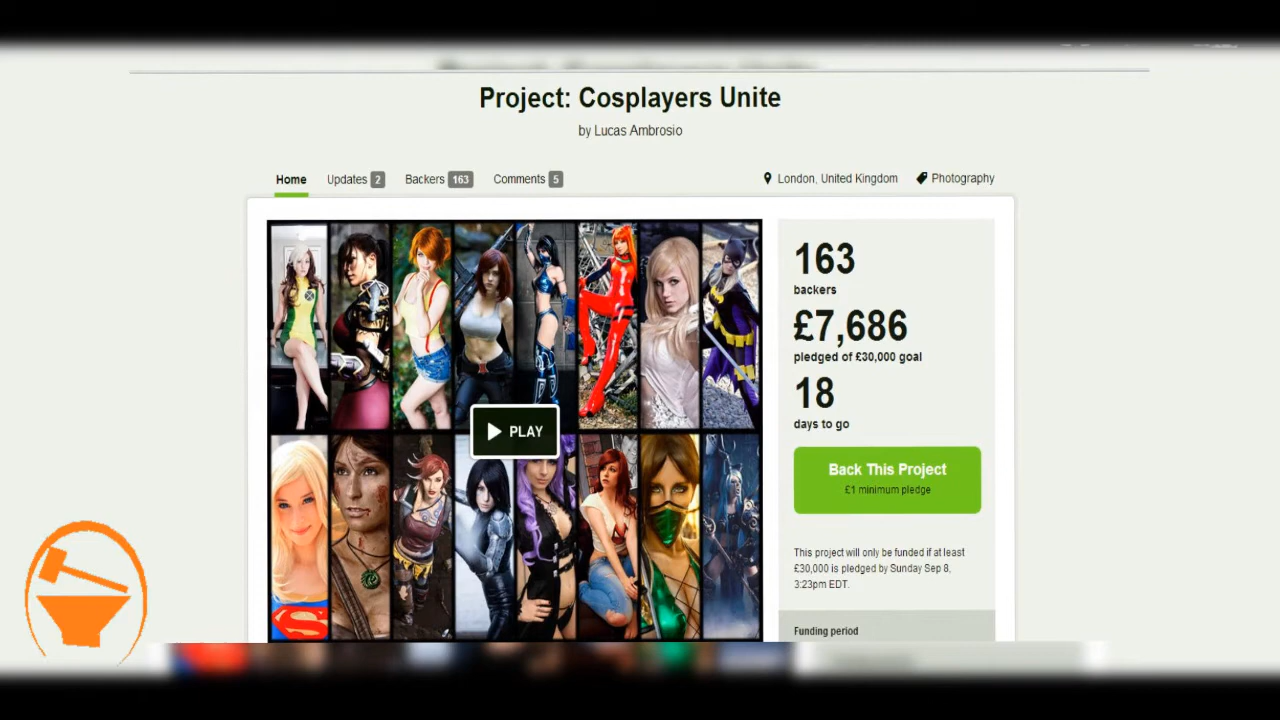 Project: Cosplayers Unite
by Lucas Ambrosio
Home Updates 2 Backers 163 Comments 5 London, United Kingdom Photography
163
backers
£7,686
pledged of £30,000 goal
18
days to go
PLAY
Back This Project
£1 minimum pledge
This project will only be funded if at least
£30,000 is pledged by Sunday Sep 8,
3:23pm EDT.
Funding period